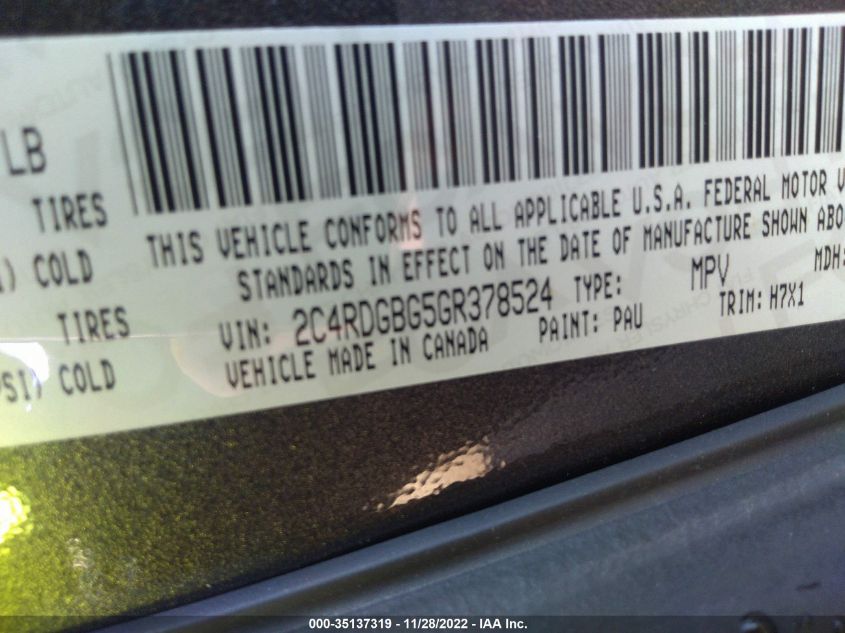 LB
TIRES
COLD
TIRES
PSI) COLD
THIS VEHICLE CONFORMS TO ALL APPLICABLE U.S.A. FEDERAL MOTOR V
STANDARDS IN EFFECT ON THE DATE OF MANUFACTURE SHOWN ABO
VIN: 2C4RDGBG5GR378524 TYPE: MPV MDH:
VEHICLE MADE IN CANADA PAINT: PAU TRIM: H7X1
000-35137319 - 11/28/2022 - IAA Inc.